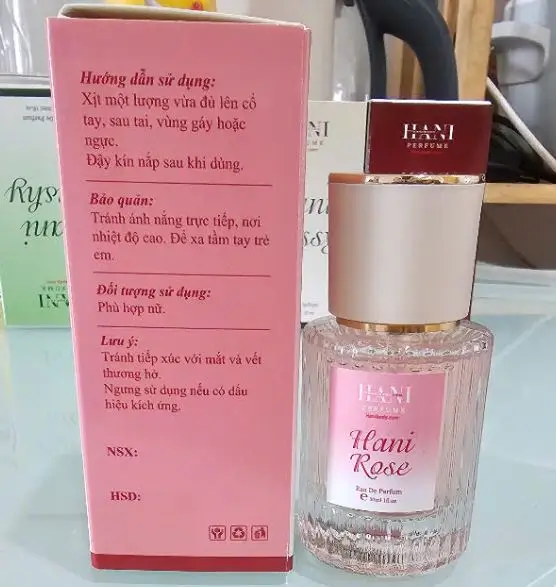 Hướng dẫn sử dụng:
Xịt một lượng vừa đủ lên cổ
tay, sau tai, vùng gáy hoặc
ngực.
Đậy kín nắp sau khi dùng.
Bảo quản:
Tránh ánh nắng trực tiếp, nơi
nhiệt độ cao. Để xa tầm tay trẻ
em.
Đối tượng sử dụng:
Phù hợp nữ.
Lưu ý:
Tránh tiếp xúc với mắt và vết
thương hở.
Ngưng sử dụng nếu có dấu
hiệu kích ứng.
NSX:
HSD:
HANI
PERFUME
HANI
PERFUME
Hani
Rose
Eau De Parfum
HANI